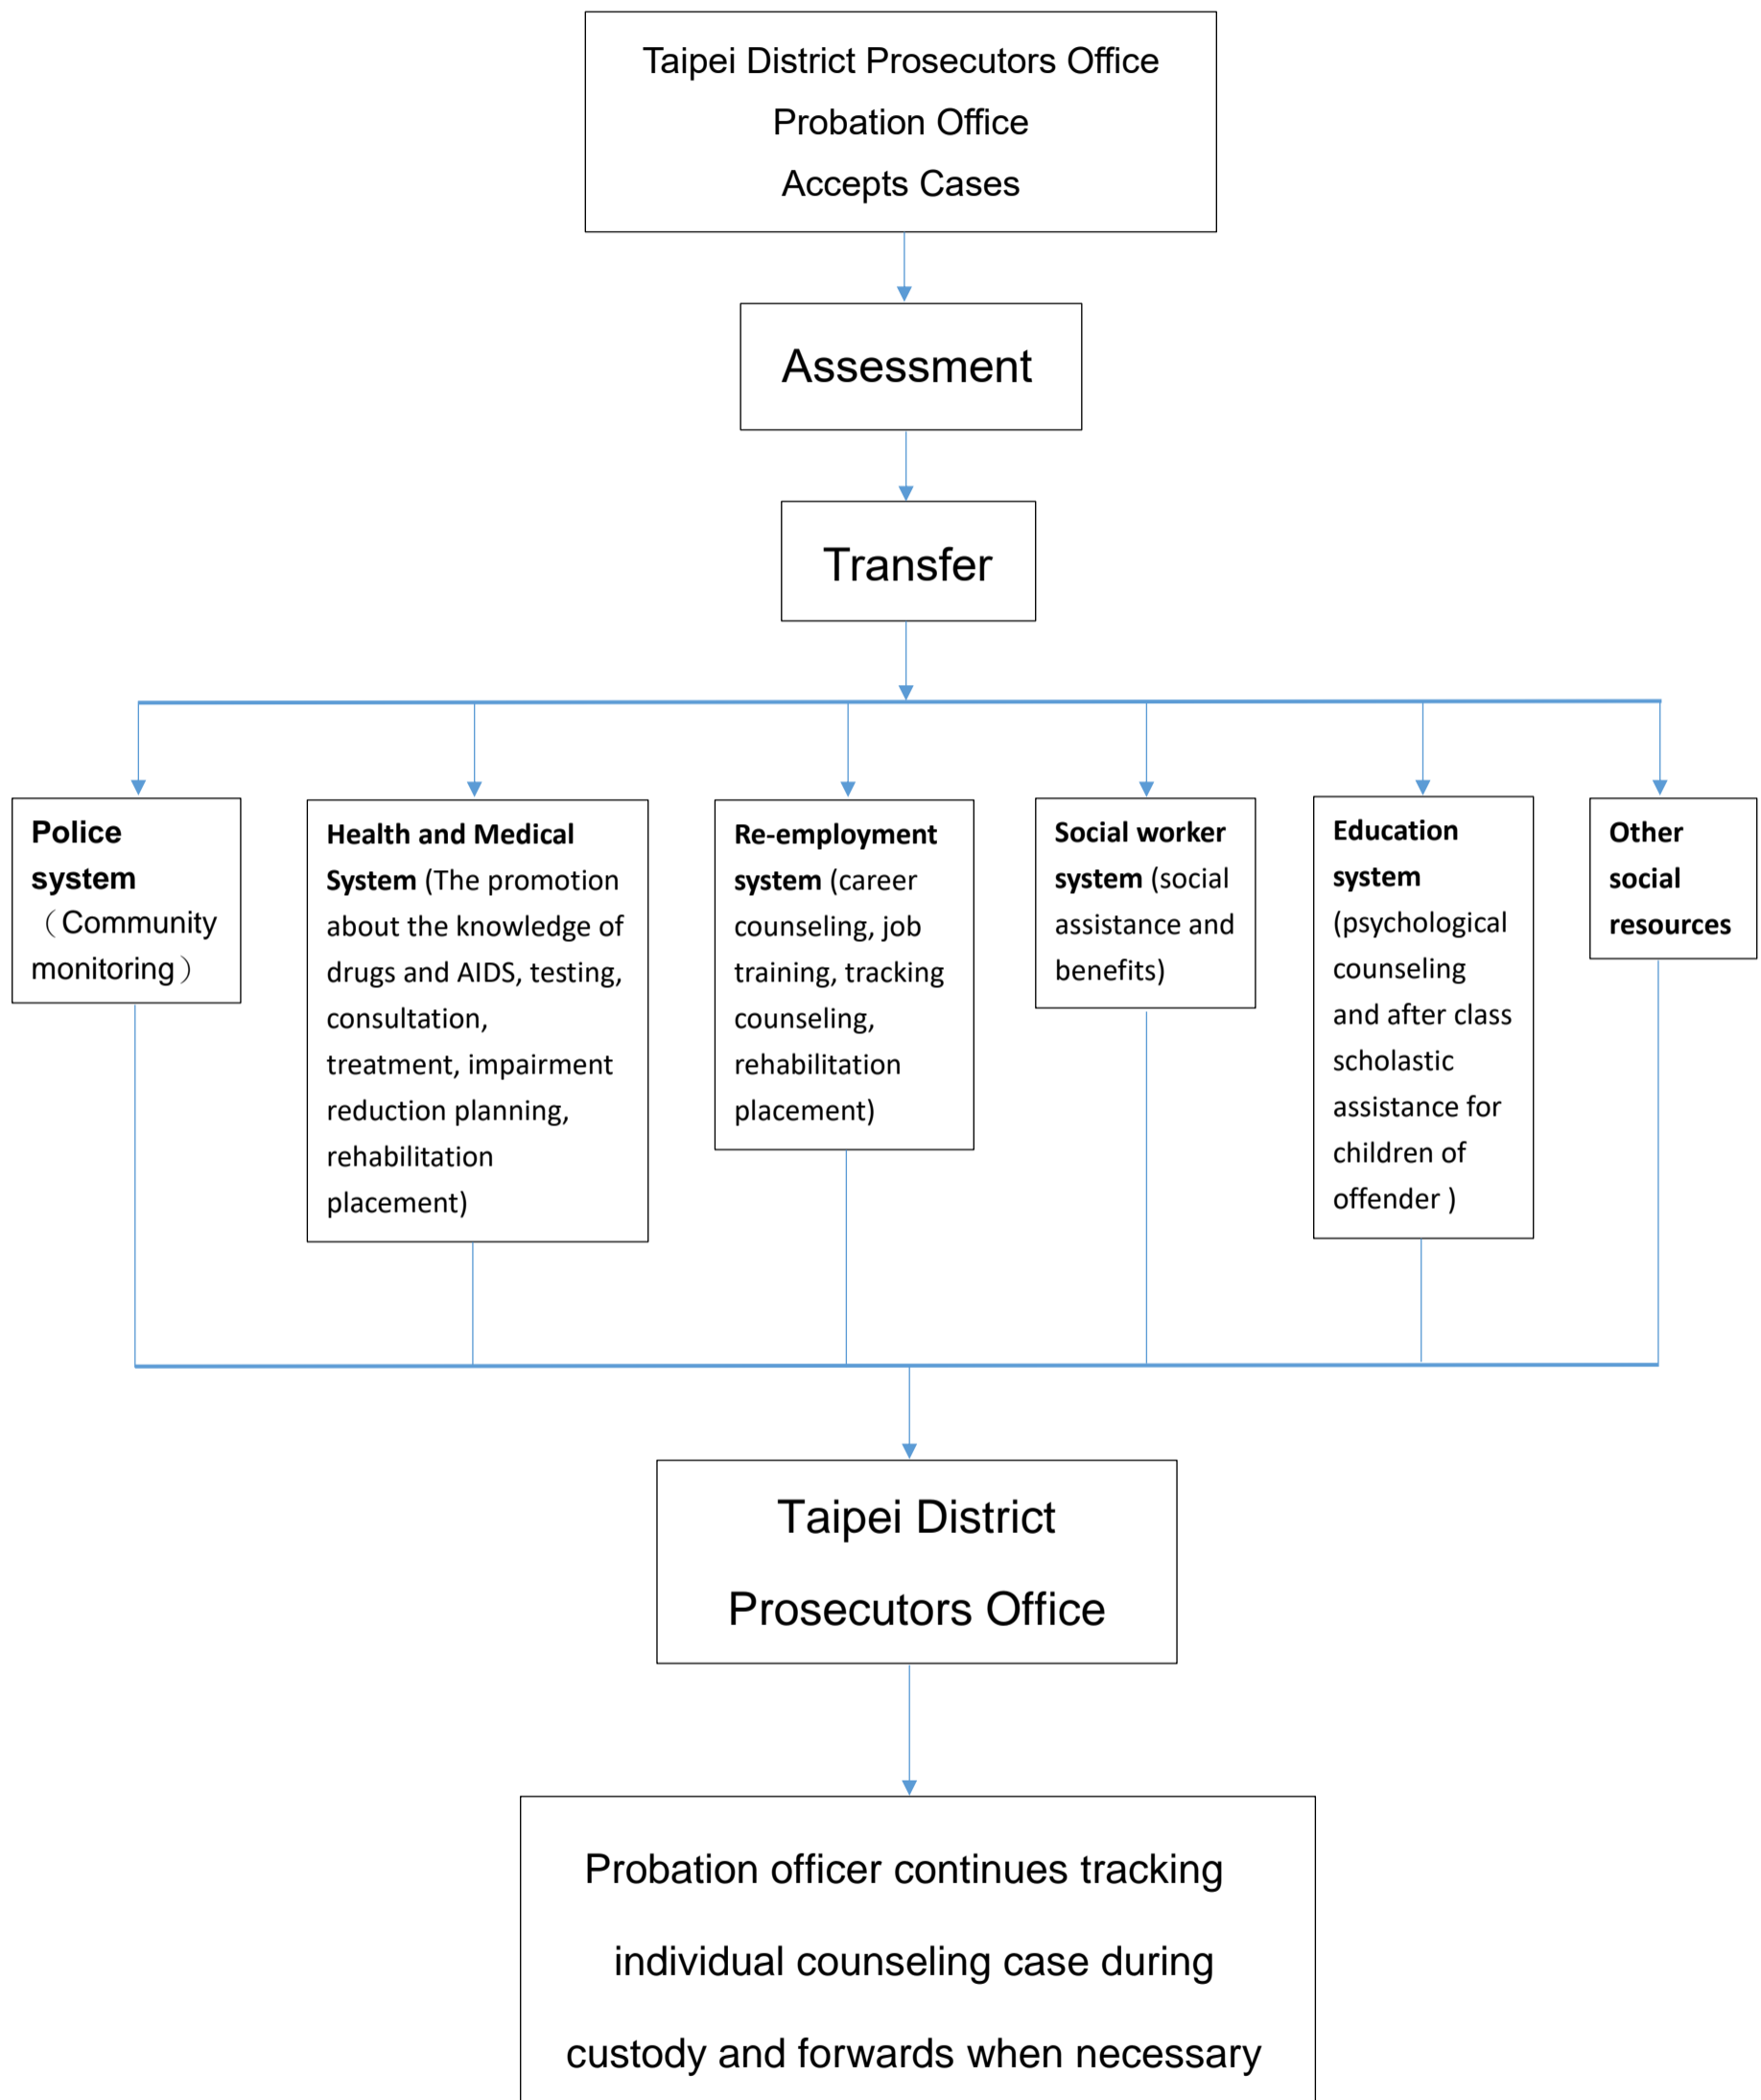 Taipei District Prosecutors Office
Probation Office
Accepts Cases
Assessment
Transfer
Police
system
（Community
monitoring）
Health and Medical
System (The promotion
about the knowledge of
drugs and AIDS, testing,
consultation,
treatment, impairment
reduction planning,
rehabilitation
placement)
Re-employment
system (career
counseling, job
training, tracking
counseling,
rehabilitation
placement)
Social worker
system (social
assistance and
benefits)
Education
system
(psychological
counseling
and after class
scholastic
assistance for
children of
offender )
Other
social
resources
Taipei District
Prosecutors Office
Probation officer continues tracking
individual counseling case during
custody and forwards when necessary